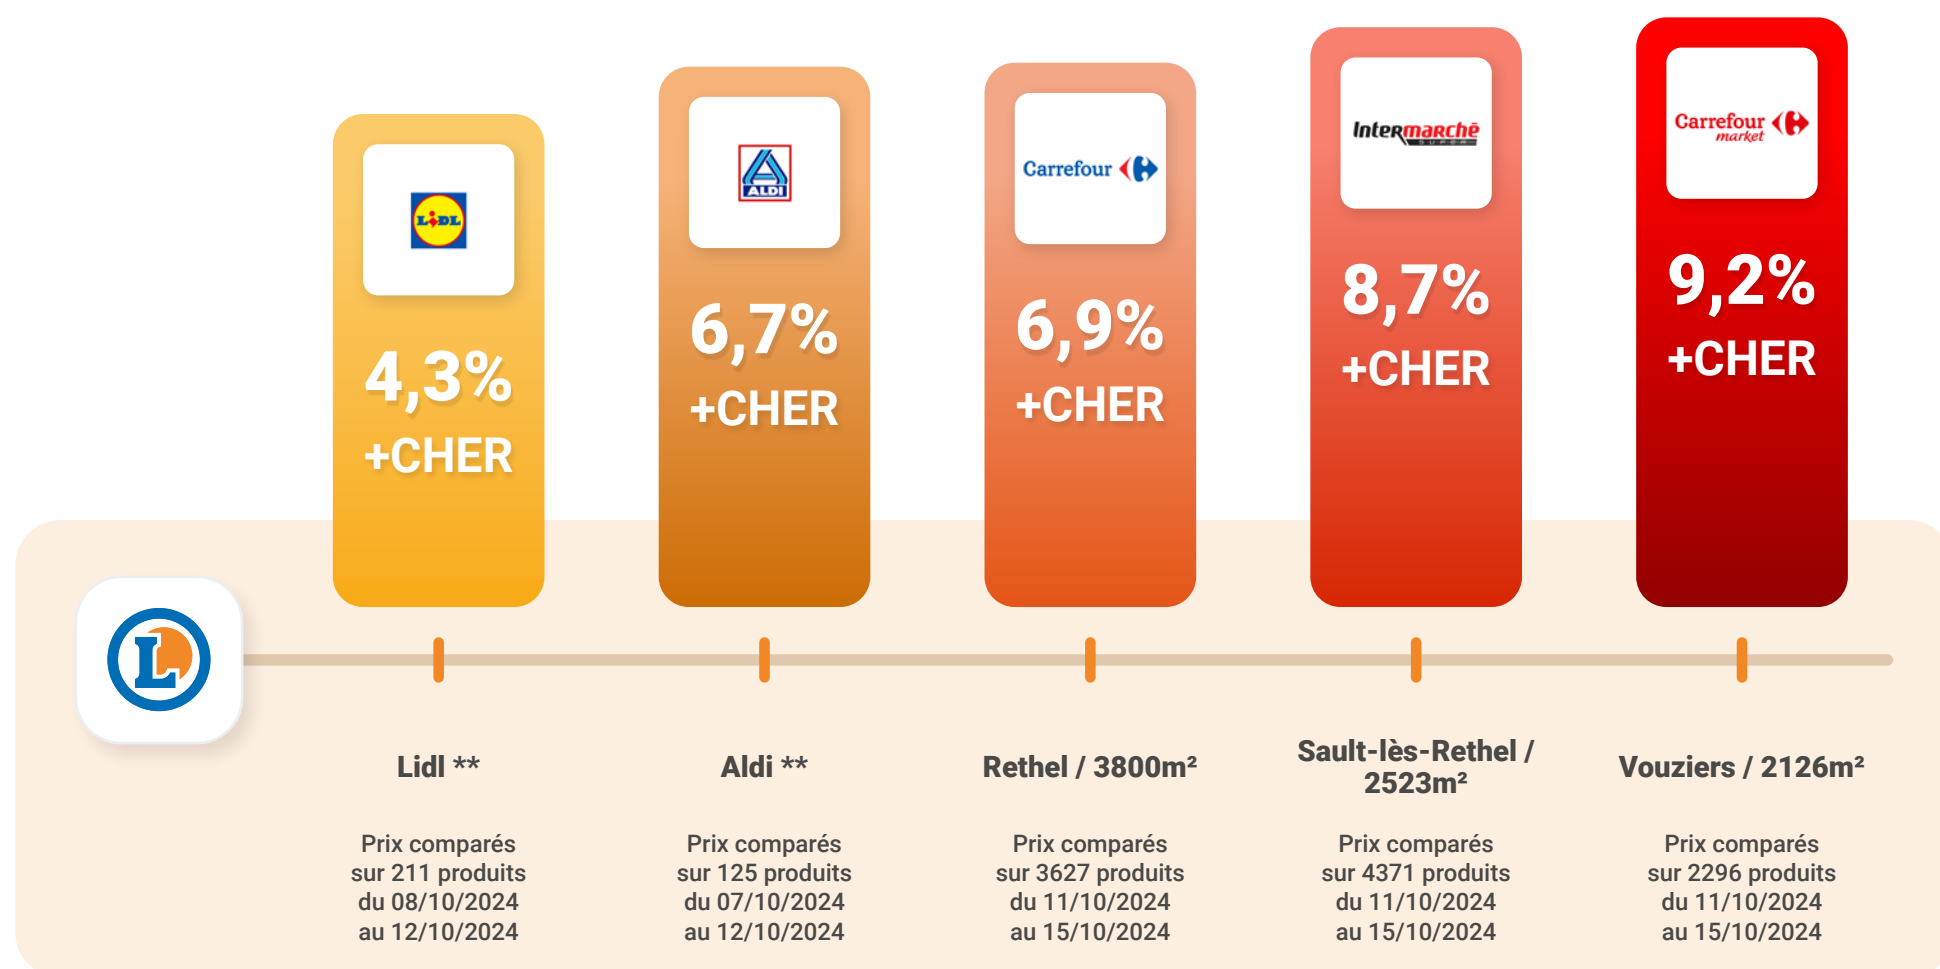 LIDL
4,3%
+CHER
ALDI
6,7%
+CHER
Carrefour
6,9%
+CHER
Intermarchē
SUPER
8,7%
+CHER
Carrefour
market
9,2%
+CHER
L
Lidl **
Prix comparés
sur 211 produits
du 08/10/2024
au 12/10/2024
Aldi **
Prix comparés
sur 125 produits
du 07/10/2024
au 12/10/2024
Rethel / 3800m²
Prix comparés
sur 3627 produits
du 11/10/2024
au 15/10/2024
Sault-lès-Rethel /
2523m²
Prix comparés
sur 4371 produits
du 11/10/2024
au 15/10/2024
Vouziers / 2126m²
Prix comparés
sur 2296 produits
du 11/10/2024
au 15/10/2024